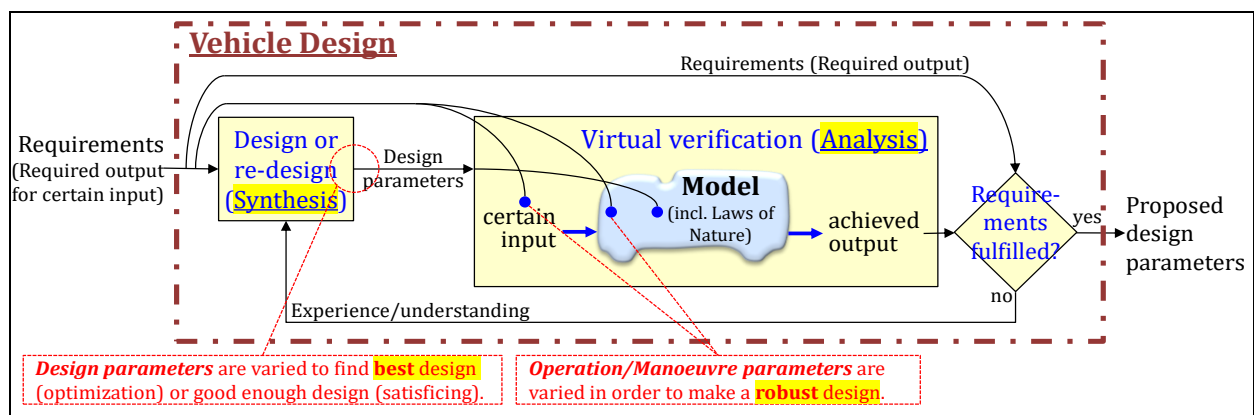 Vehicle Design
Requirements (Required output)
Requirements
(Required output
for certain input)
Design or
re-design
(Synthesis)
Design
parameters
Virtual verification (Analysis)
certain
input
Model
(incl. Laws of
Nature)
achieved
output
Require-
ments
fulfilled?
yes
no
Proposed
design
parameters
Experience/understanding
Design parameters are varied to find best design
(optimization) or good enough design (satisficing).
Operation/Manoeuvre parameters are
varied in order to make a robust design.